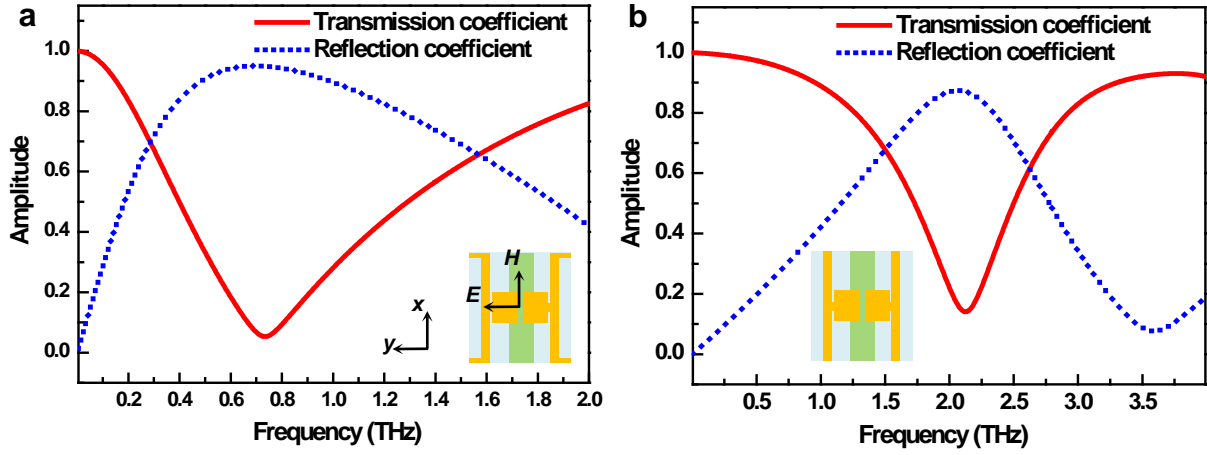 a
Transmission coefficient
Reflection coefficient
1.0
0.8
0.6
0.4
0.2
0.0
Amplitude
0.2 0.4 0.6 0.8 1.0 1.2 1.4 1.6 1.8 2.0
Frequency (THz)
H
E
x
y
b
Transmission coefficient
Reflection coefficient
1.0
0.8
0.6
0.4
0.2
0.0
Amplitude
0.5 1.0 1.5 2.0 2.5 3.0 3.5
Frequency (THz)